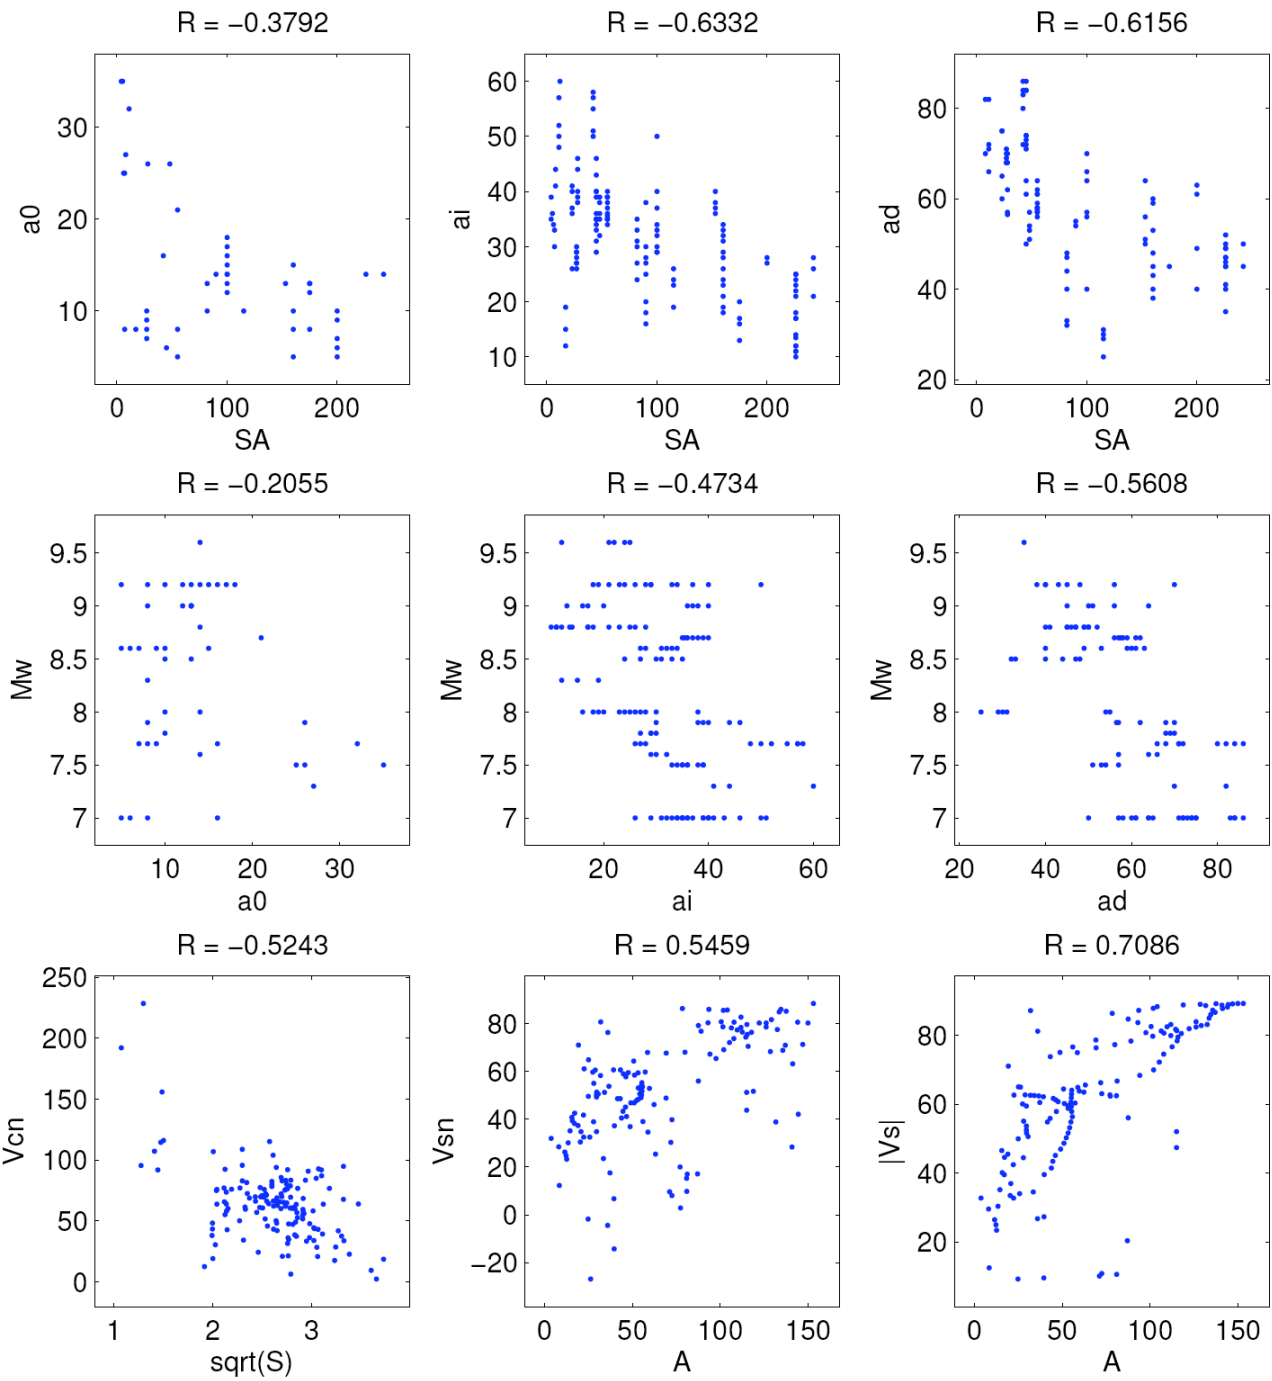 R = −0.3792
a0
30
20
10
0 100 200
SA
R = −0.6332
ai
60
50
40
30
20
10
0 100 200
SA
R = −0.6156
ad
80
60
40
20
0 100 200
SA
R = −0.2055
Mw
9.5
9
8.5
8
7.5
7
10 20 30
a0
R = −0.4734
Mw
9.5
9
8.5
8
7.5
7
20 40 60
ai
R = −0.5608
Mw
9.5
9
8.5
8
7.5
7
20 40 60 80
ad
R = −0.5243
Vcn
250
200
150
100
50
0
1 2 3
sqrt(S)
R = 0.5459
Vsn
80
60
40
20
0
−20
0 50 100 150
A
R = 0.7086
|Vs|
80
60
40
20
0 50 100 150
A